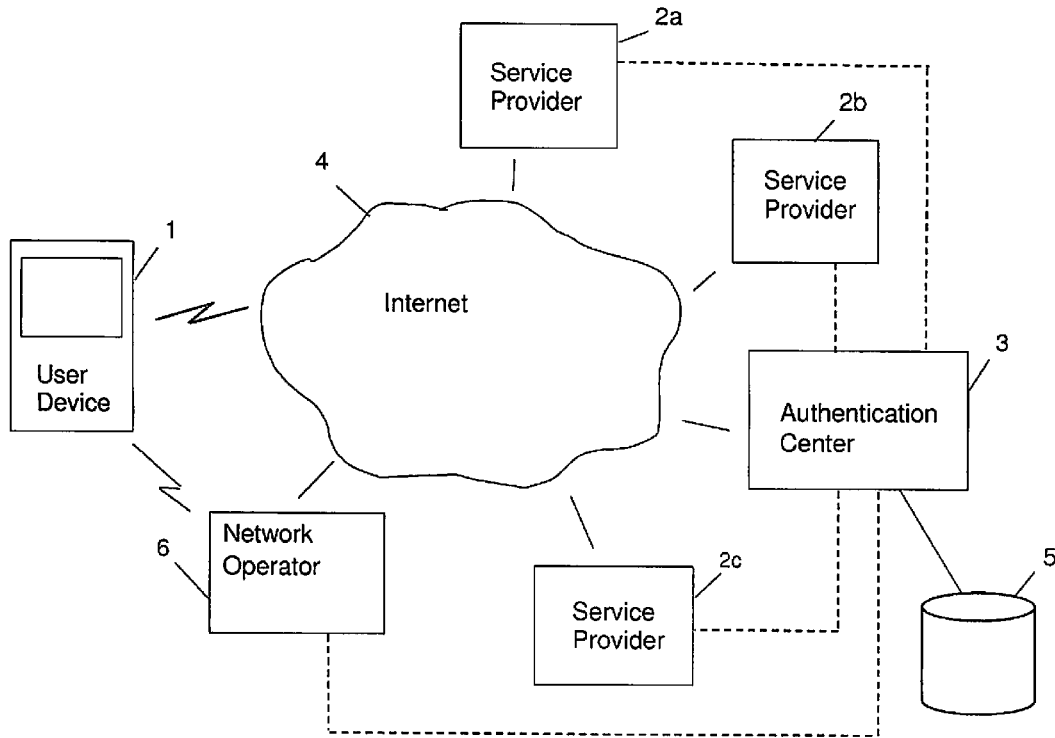 2a
Service
Provider
2b
Service
Provider
4
1
Internet
User
Device
3
Authentication
Center
6
Network
Operator
2c
Service
Provider
5